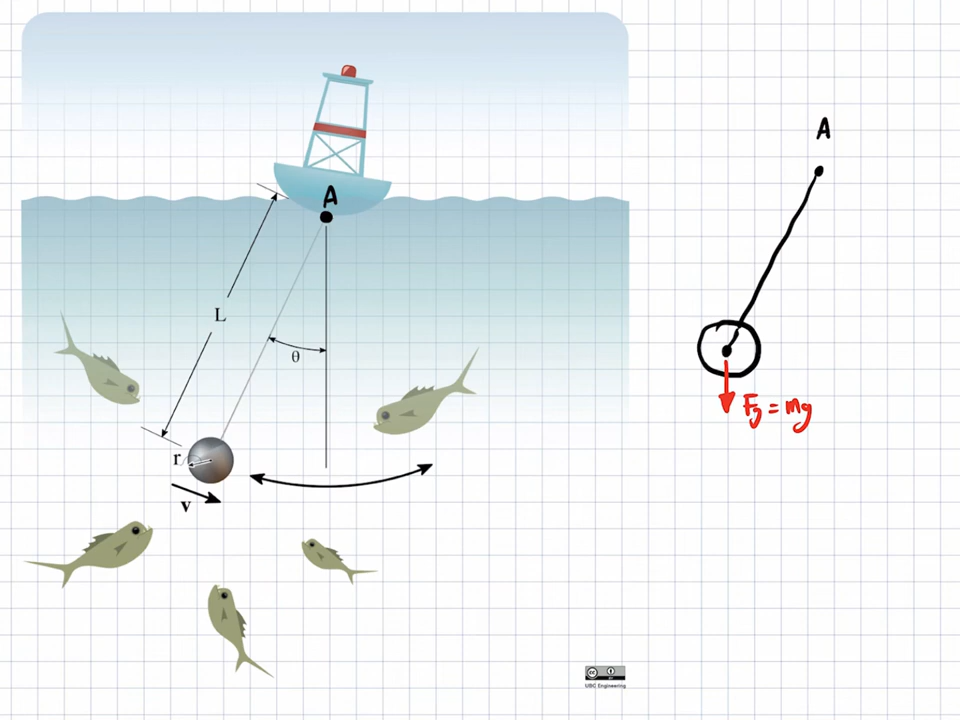 A
A
L
θ
r
v
Fg = mg
UBC Engineering